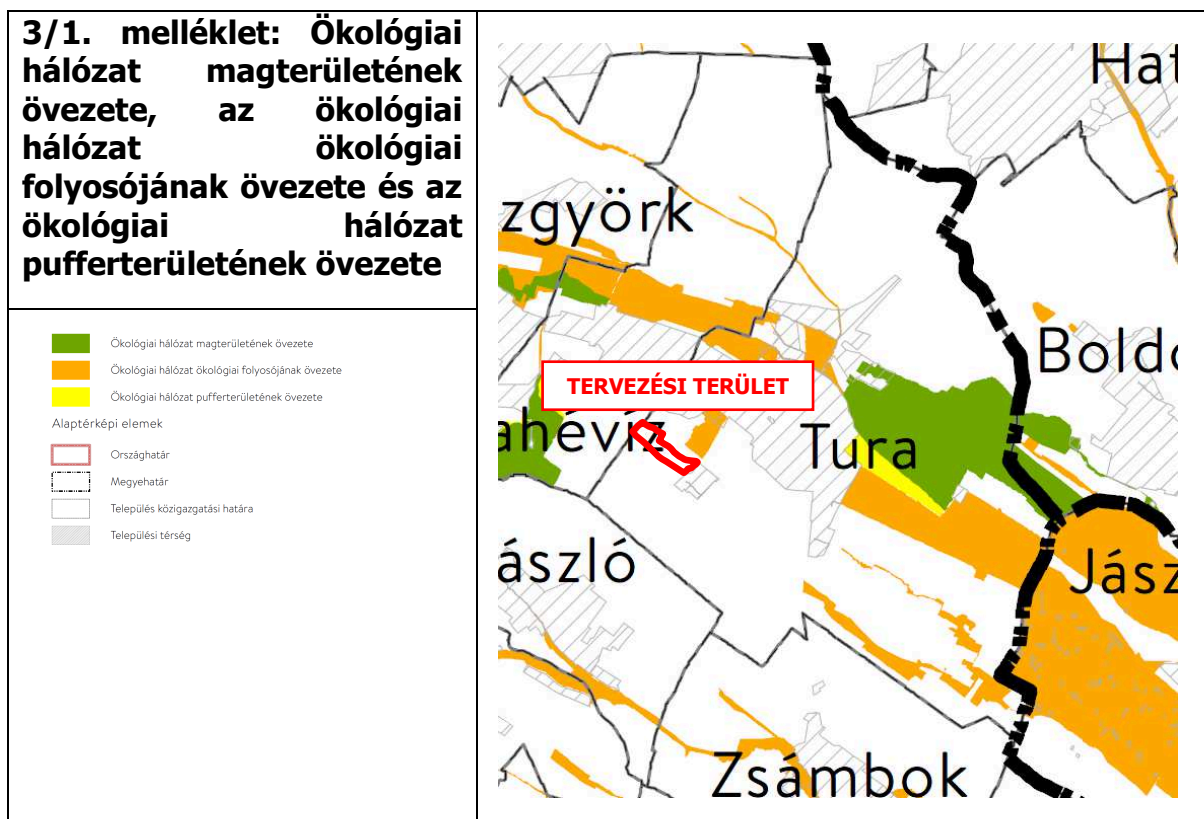 3/1. melléklet: Ökológiai
hálózat magterületének
övezete, az ökológiai
hálózat ökológiai
folyosójának övezete és az
ökológiai hálózat
pufferterületének övezete
Ökológiai hálózat magterületének övezete
Ökológiai hálózat ökológiai folyosójának övezete
Ökológiai hálózat pufferterületének övezete
Alaptérképi elemek
Országhatár
Megyehatár
Település közigazgatási határa
Települési térség
Hat
zgyörk
Boldo
TERVEZÉSI TERÜLET
ahévíz
Tura
ászló
Jász
Zsámbok